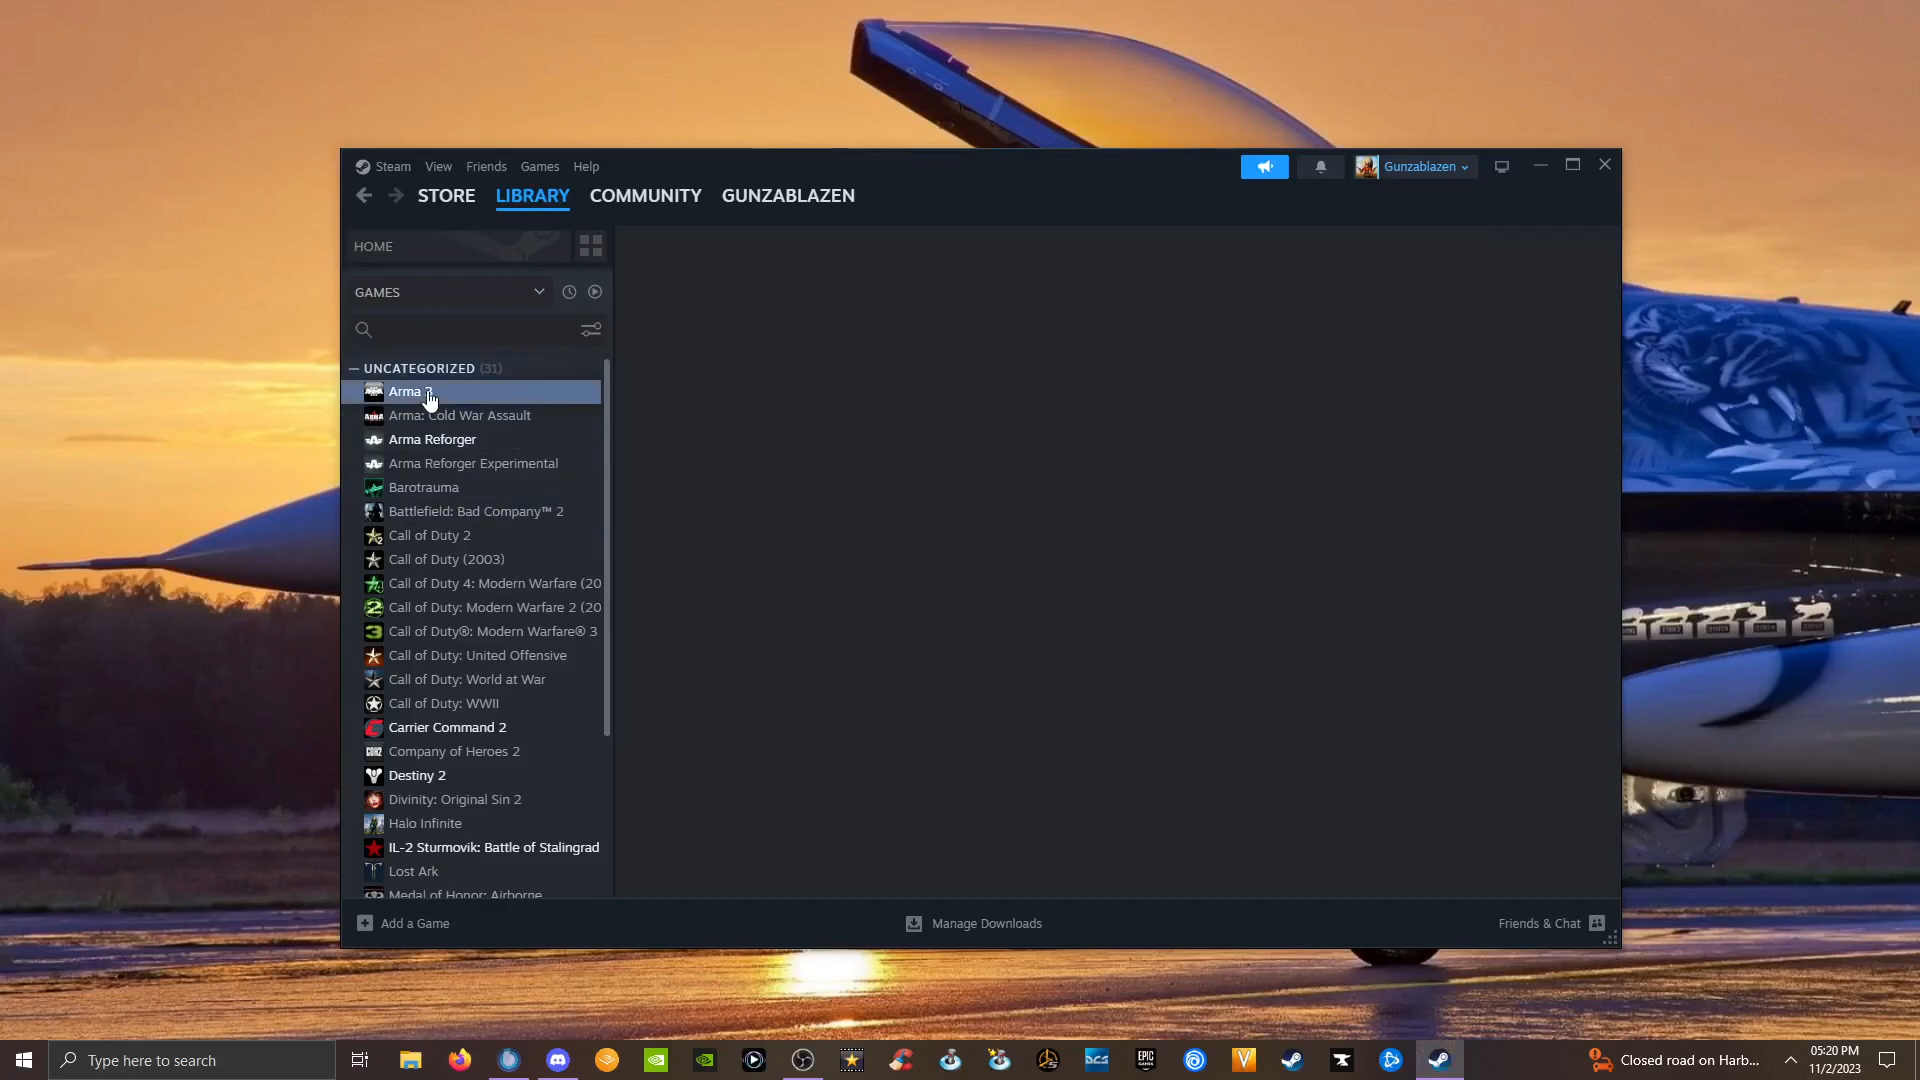 Steam View Friends Games Help
Gunzablazen
STORE LIBRARY COMMUNITY GUNZABLAZEN
HOME
GAMES
UNCATEGORIZED (31)
Arma
Arma: Cold War Assault
Arma Reforger
Arma Reforger Experimental
Barotrauma
Battlefield: Bad Company™ 2
Call of Duty 2
Call of Duty (2003)
Call of Duty 4: Modern Warfare (20
Call of Duty: Modern Warfare 2 (20
Call of Duty®: Modern Warfare® 3
Call of Duty: United Offensive
Call of Duty: World at War
Call of Duty: WWII
Carrier Command 2
Company of Heroes 2
Destiny 2
Divinity: Original Sin 2
Halo Infinite
IL-2 Sturmovik: Battle of Stalingrad
Lost Ark
Medal of Honor: Airborne
Add a Game
Manage Downloads
Friends & Chat
Type here to search
DCS
EPIC GAMES
Closed road on Harb...
05:20 PM
11/2/2023